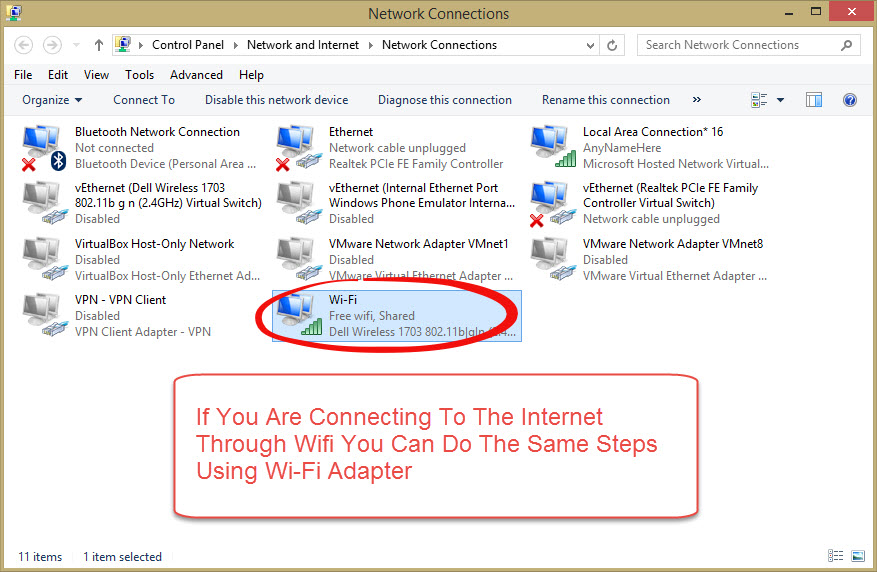 Network Connections
Control Panel Network and Internet Network Connections
Search Network Connections
File Edit View Tools Advanced Help
Organize Connect To Disable this network device Diagnose this connection Rename this connection »
Bluetooth Network Connection
Not connected
Bluetooth Device (Personal Area ...
Ethernet
Network cable unplugged
Realtek PCIe FE Family Controller
Local Area Connection* 16
AnyNameHere
Microsoft Hosted Network Virtual...
vEthernet (Dell Wireless 1703
802.11b g n (2.4GHz) Virtual Switch)
Disabled
vEthernet (Internal Ethernet Port
Windows Phone Emulator Interna...
Disabled
vEthernet (Realtek PCIe FE Family
Controller Virtual Switch)
Network cable unplugged
VirtualBox Host-Only Network
Disabled
VirtualBox Host-Only Ethernet Ad...
VMware Network Adapter VMnet1
Disabled
VMware Virtual Ethernet Adapter ...
VMware Network Adapter VMnet8
Disabled
VMware Virtual Ethernet Adapter ...
VPN - VPN Client
Disabled
VPN Client Adapter - VPN
Wi-Fi
Free wifi, Shared
Dell Wireless 1703 802.11b|g|n (2.4...
If You Are Connecting To The Internet
Through Wifi You Can Do The Same Steps
Using Wi-Fi Adapter
11 items 1 item selected